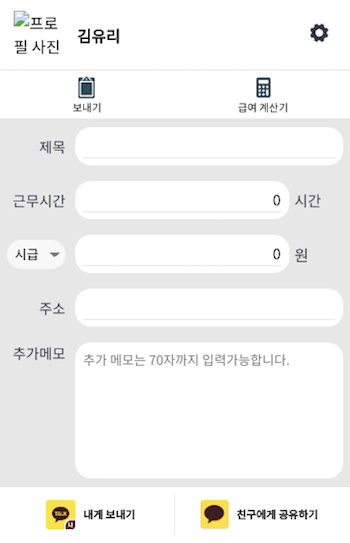 프로
필 사진
김유리
보내기
급여 계산기
제목
근무시간
0
시간
시급
0
원
주소
추가메모
추가 메모는 70자까지 입력가능합니다.
TALK
나
내게 보내기
친구에게 공유하기